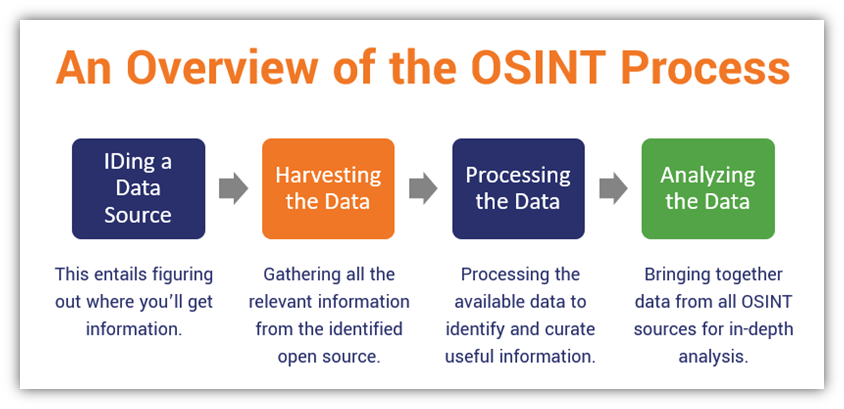 An Overview of the OSINT Process
IDing a
Data
Source
Harvesting
the Data
Processing
the Data
Analyzing
the Data
This entails figuring
out where you’ll get
information.
Gathering all the
relevant information
from the identified
open source.
Processing the
available data to
identify and curate
useful information.
Bringing together
data from all OSINT
sources for in-depth
analysis.